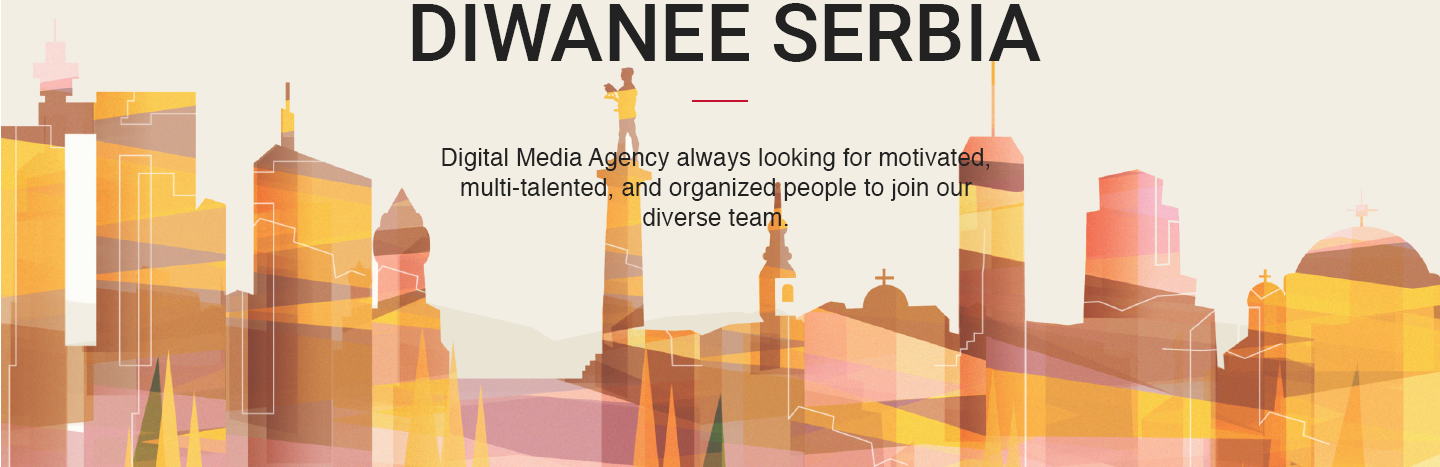 DIWANEE SERBIA
Digital Media Agency always looking for motivated,
multi-talented, and organized people to join our
diverse team.